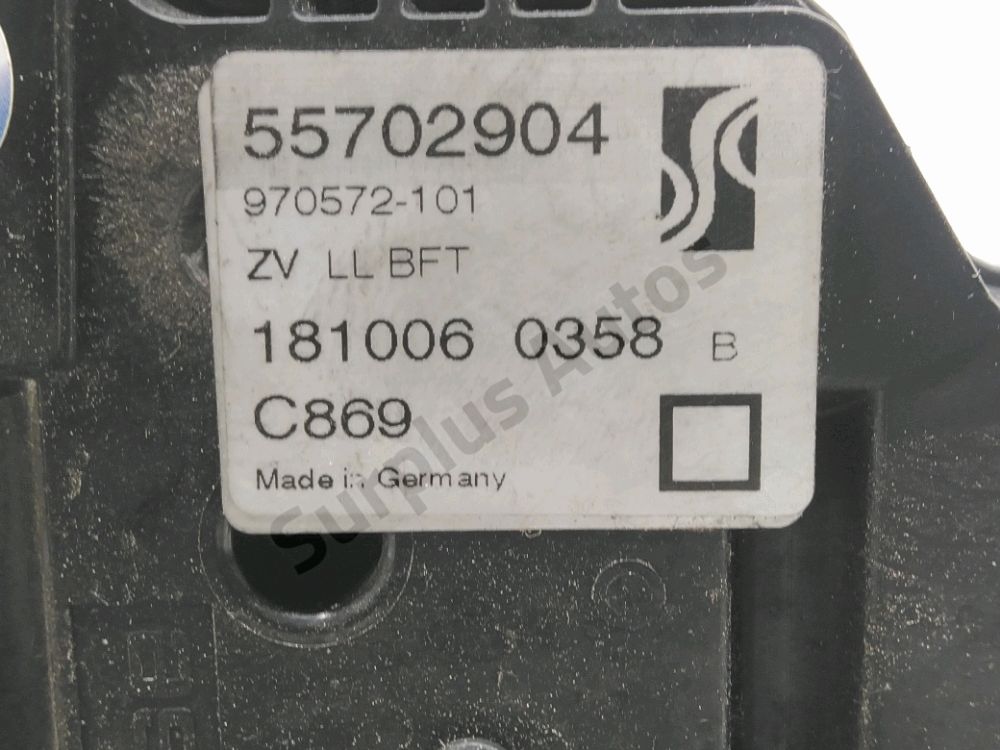 55702904
970572-101
ZV LL BFT
181006 0358 B
C869
Made in Germany
Surplus Autos